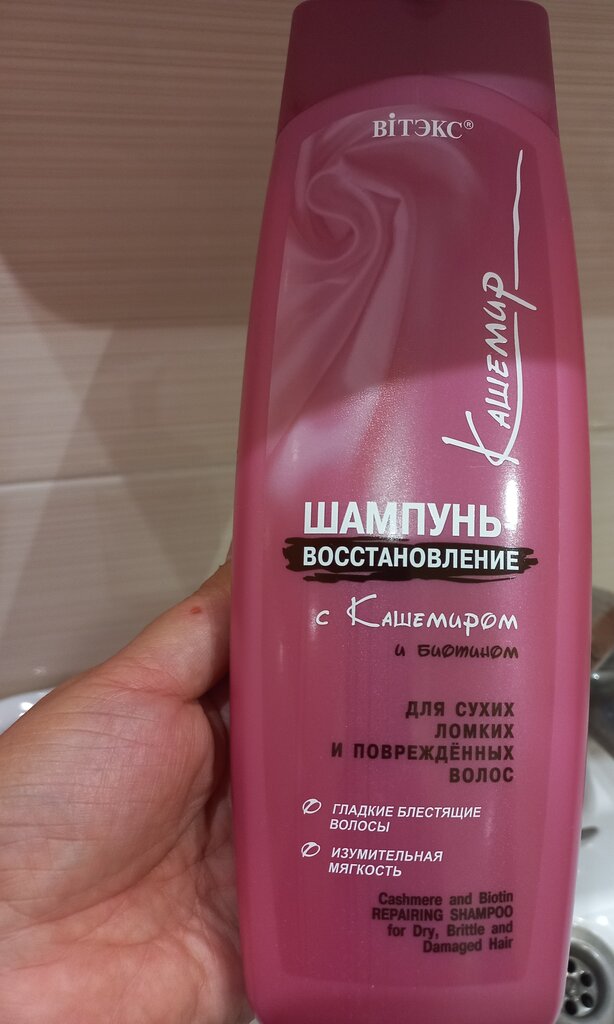 ВІТЭКС®
Кашемир
ШАМПУНЬ
ВОССТАНОВЛЕНИЕ
с Кашемиром
и биотином
ДЛЯ СУХИХ
ЛОМКИХ
И ПОВРЕЖДЁННЫХ
ВОЛОС
ГЛАДКИЕ БЛЕСТЯЩИЕ
ВОЛОСЫ
ИЗУМИТЕЛЬНАЯ
МЯГКОСТЬ
Cashmere and Biotin
REPAIRING SHAMPOO
for Dry, Brittle and
Damaged Hair